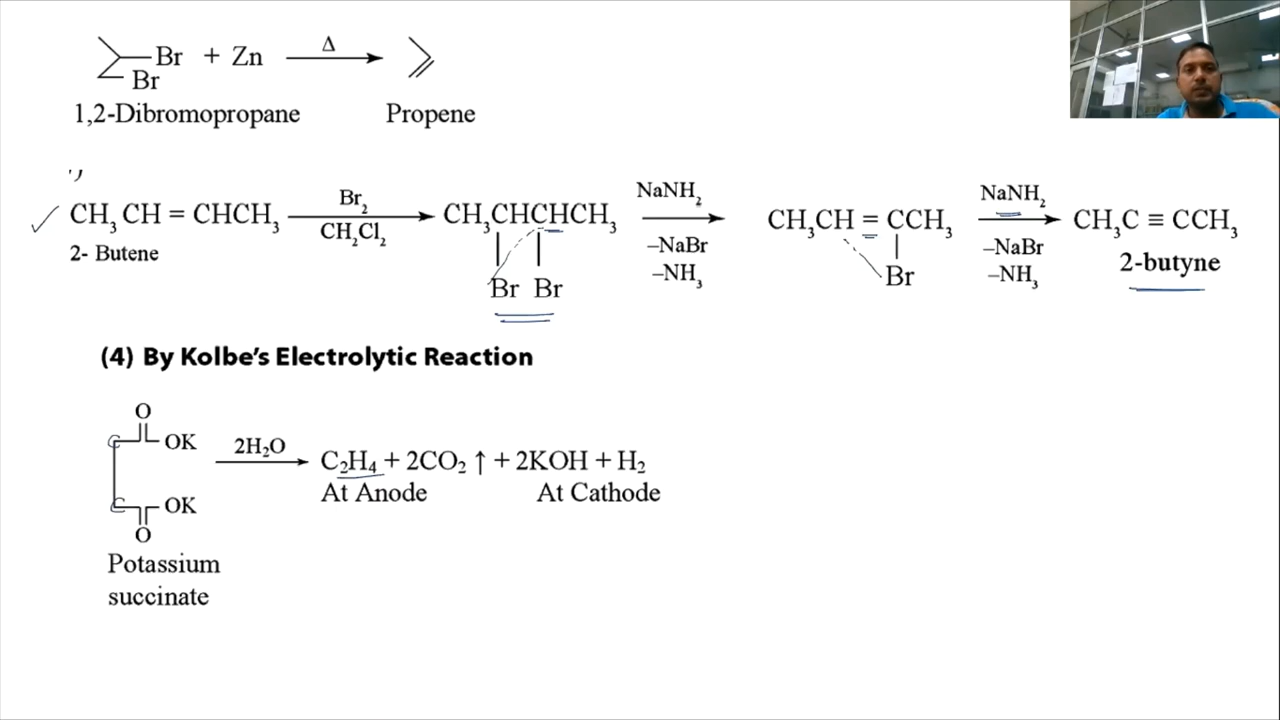 Br + Zn Δ
Br
1,2-Dibromopropane Propene
CH₃CH = CHCH₃ Br₂ CH₂Cl₂ CH₃CHCHCH₃ NaNH₂ –NaBr –NH₃ CH₃CH = CCH₃ NaNH₂ –NaBr –NH₃ CH₃C ≡ CCH₃
2- Butene Br Br Br 2-butyne
(4) By Kolbe's Electrolytic Reaction
O
C OK 2H₂O C₂H₄ + 2CO₂ ↑ + 2KOH + H₂
At Anode At Cathode
C OK
O
Potassium
succinate